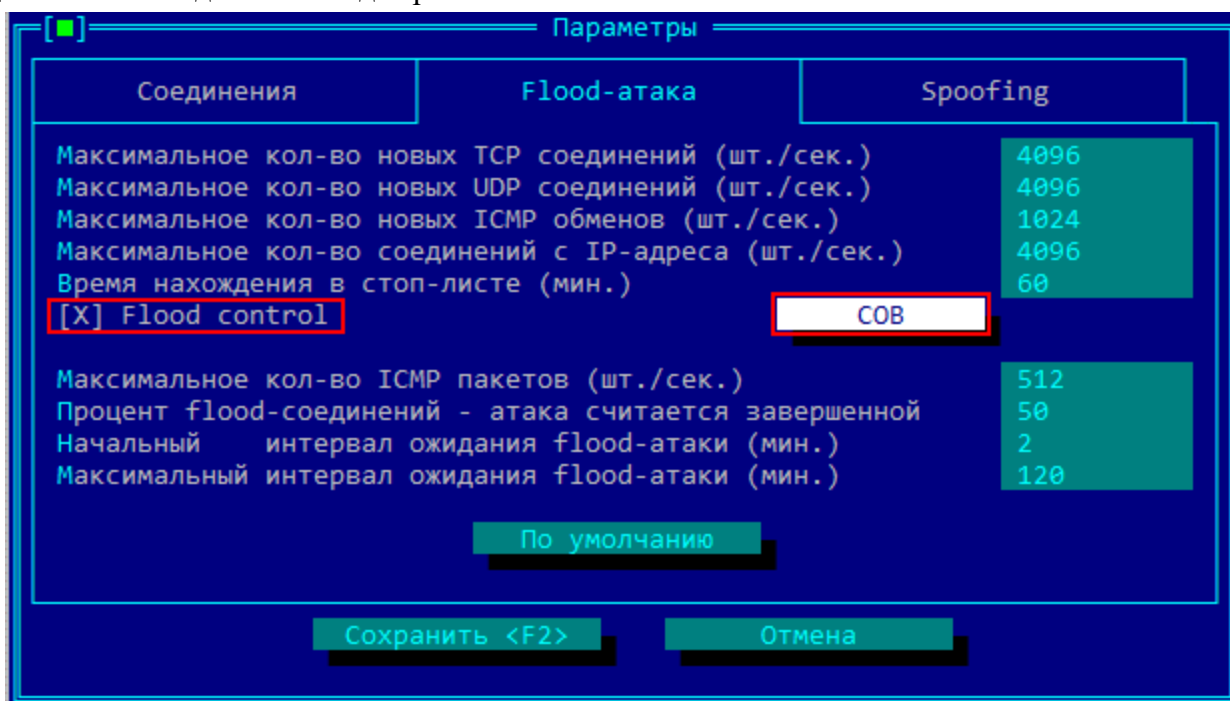 [■] Параметры
Соединения Flood-атака Spoofing
Максимальное кол-во новых TCP соединений (шт./сек.) 4096
Максимальное кол-во новых UDP соединений (шт./сек.) 4096
Максимальное кол-во новых ICMP обменов (шт./сек.) 1024
Максимальное кол-во соединений с IP-адреса (шт./сек.) 4096
Время нахождения в стоп-листе (мин.) 60
[X] Flood control СОВ
Максимальное кол-во ICMP пакетов (шт./сек.) 512
Процент flood-соединений - атака считается завершенной 50
Начальный интервал ожидания flood-атаки (мин.) 2
Максимальный интервал ожидания flood-атаки (мин.) 120
По умолчанию
Сохранить <F2> Отмена